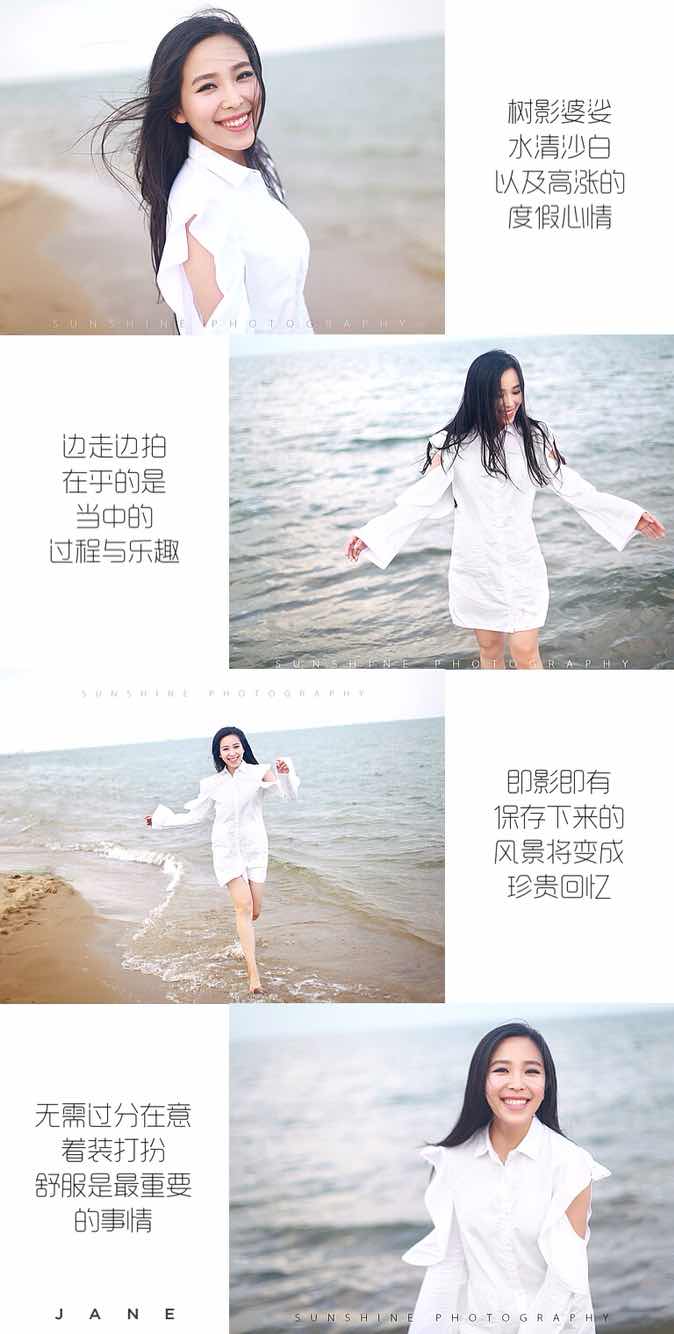 树影婆娑
水清沙白
以及高涨的
度假心情
SUNSHINE PHOTOGRAPHY
边走边拍
在乎的是
当中的
过程与乐趣
SUNSHINE PHOTOGRAPHY
SUNSHINE PHOTOGRAPHY
即影即有
保存下来的
风景将变成
珍贵回忆
无需过分在意
着装打扮
舒服是最重要
的事情
JANE
SUNSHINE PHOTOGRAPHY